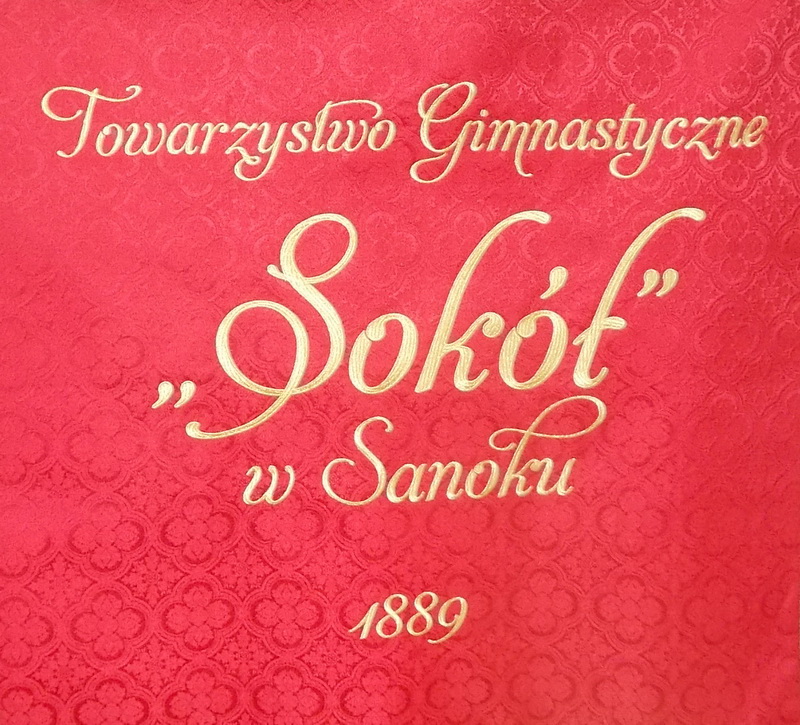 Towarzystwo Gimnastyczne
„Sokół”
w Sanoku
1889